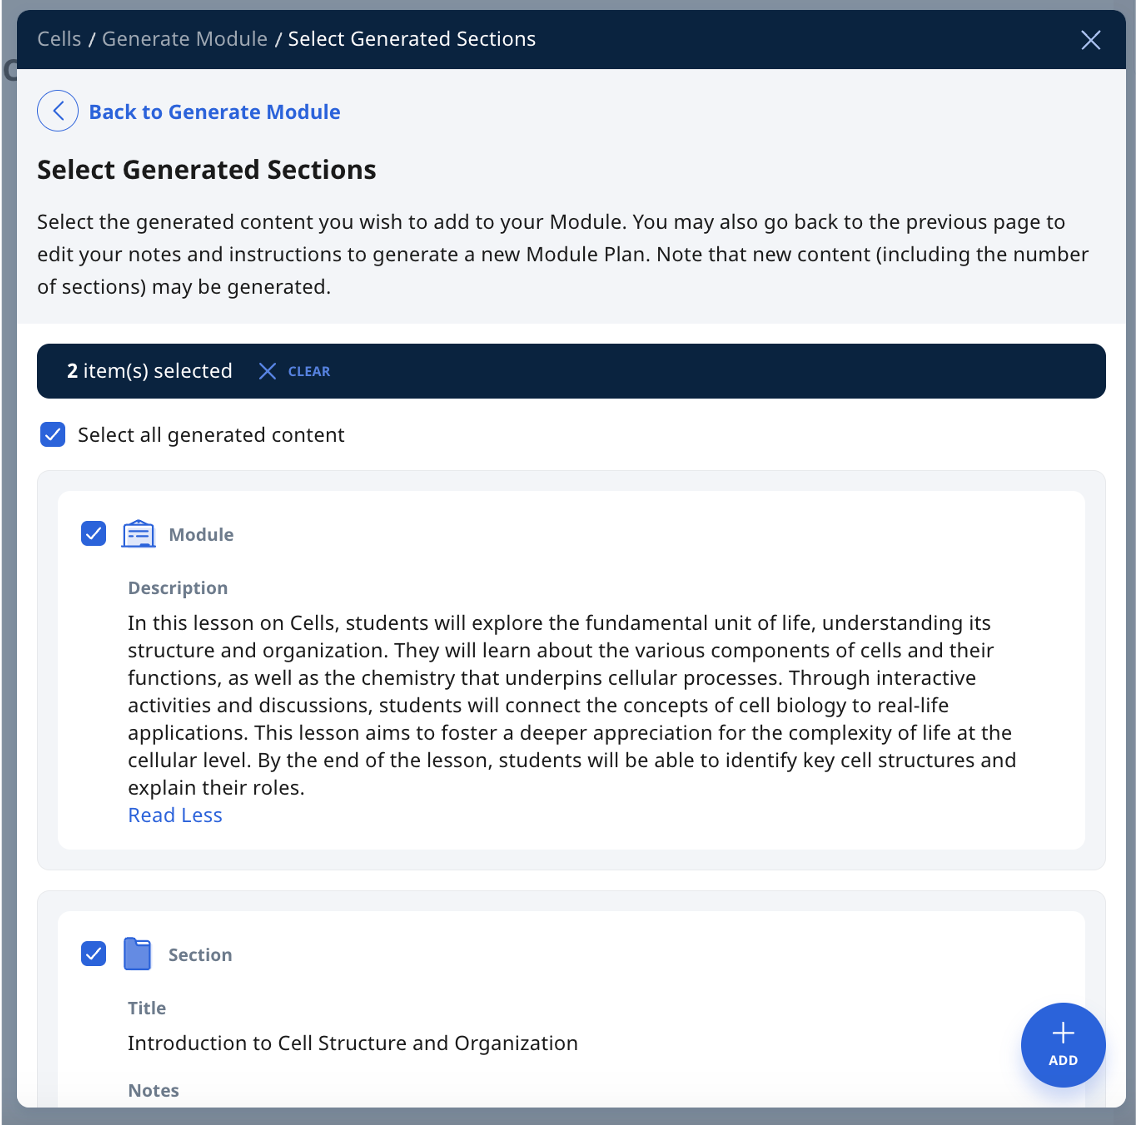 Cells / Generate Module / Select Generated Sections
Back to Generate Module
Select Generated Sections
Select the generated content you wish to add to your Module. You may also go back to the previous page to
edit your notes and instructions to generate a new Module Plan. Note that new content (including the number
of sections) may be generated.
2 item(s) selected CLEAR
Select all generated content
Module
Description
In this lesson on Cells, students will explore the fundamental unit of life, understanding its
structure and organization. They will learn about the various components of cells and their
functions, as well as the chemistry that underpins cellular processes. Through interactive
activities and discussions, students will connect the concepts of cell biology to real-life
applications. This lesson aims to foster a deeper appreciation for the complexity of life at the
cellular level. By the end of the lesson, students will be able to identify key cell structures and
explain their roles.
Read Less
Section
Title
Introduction to Cell Structure and Organization
ADD
Notes